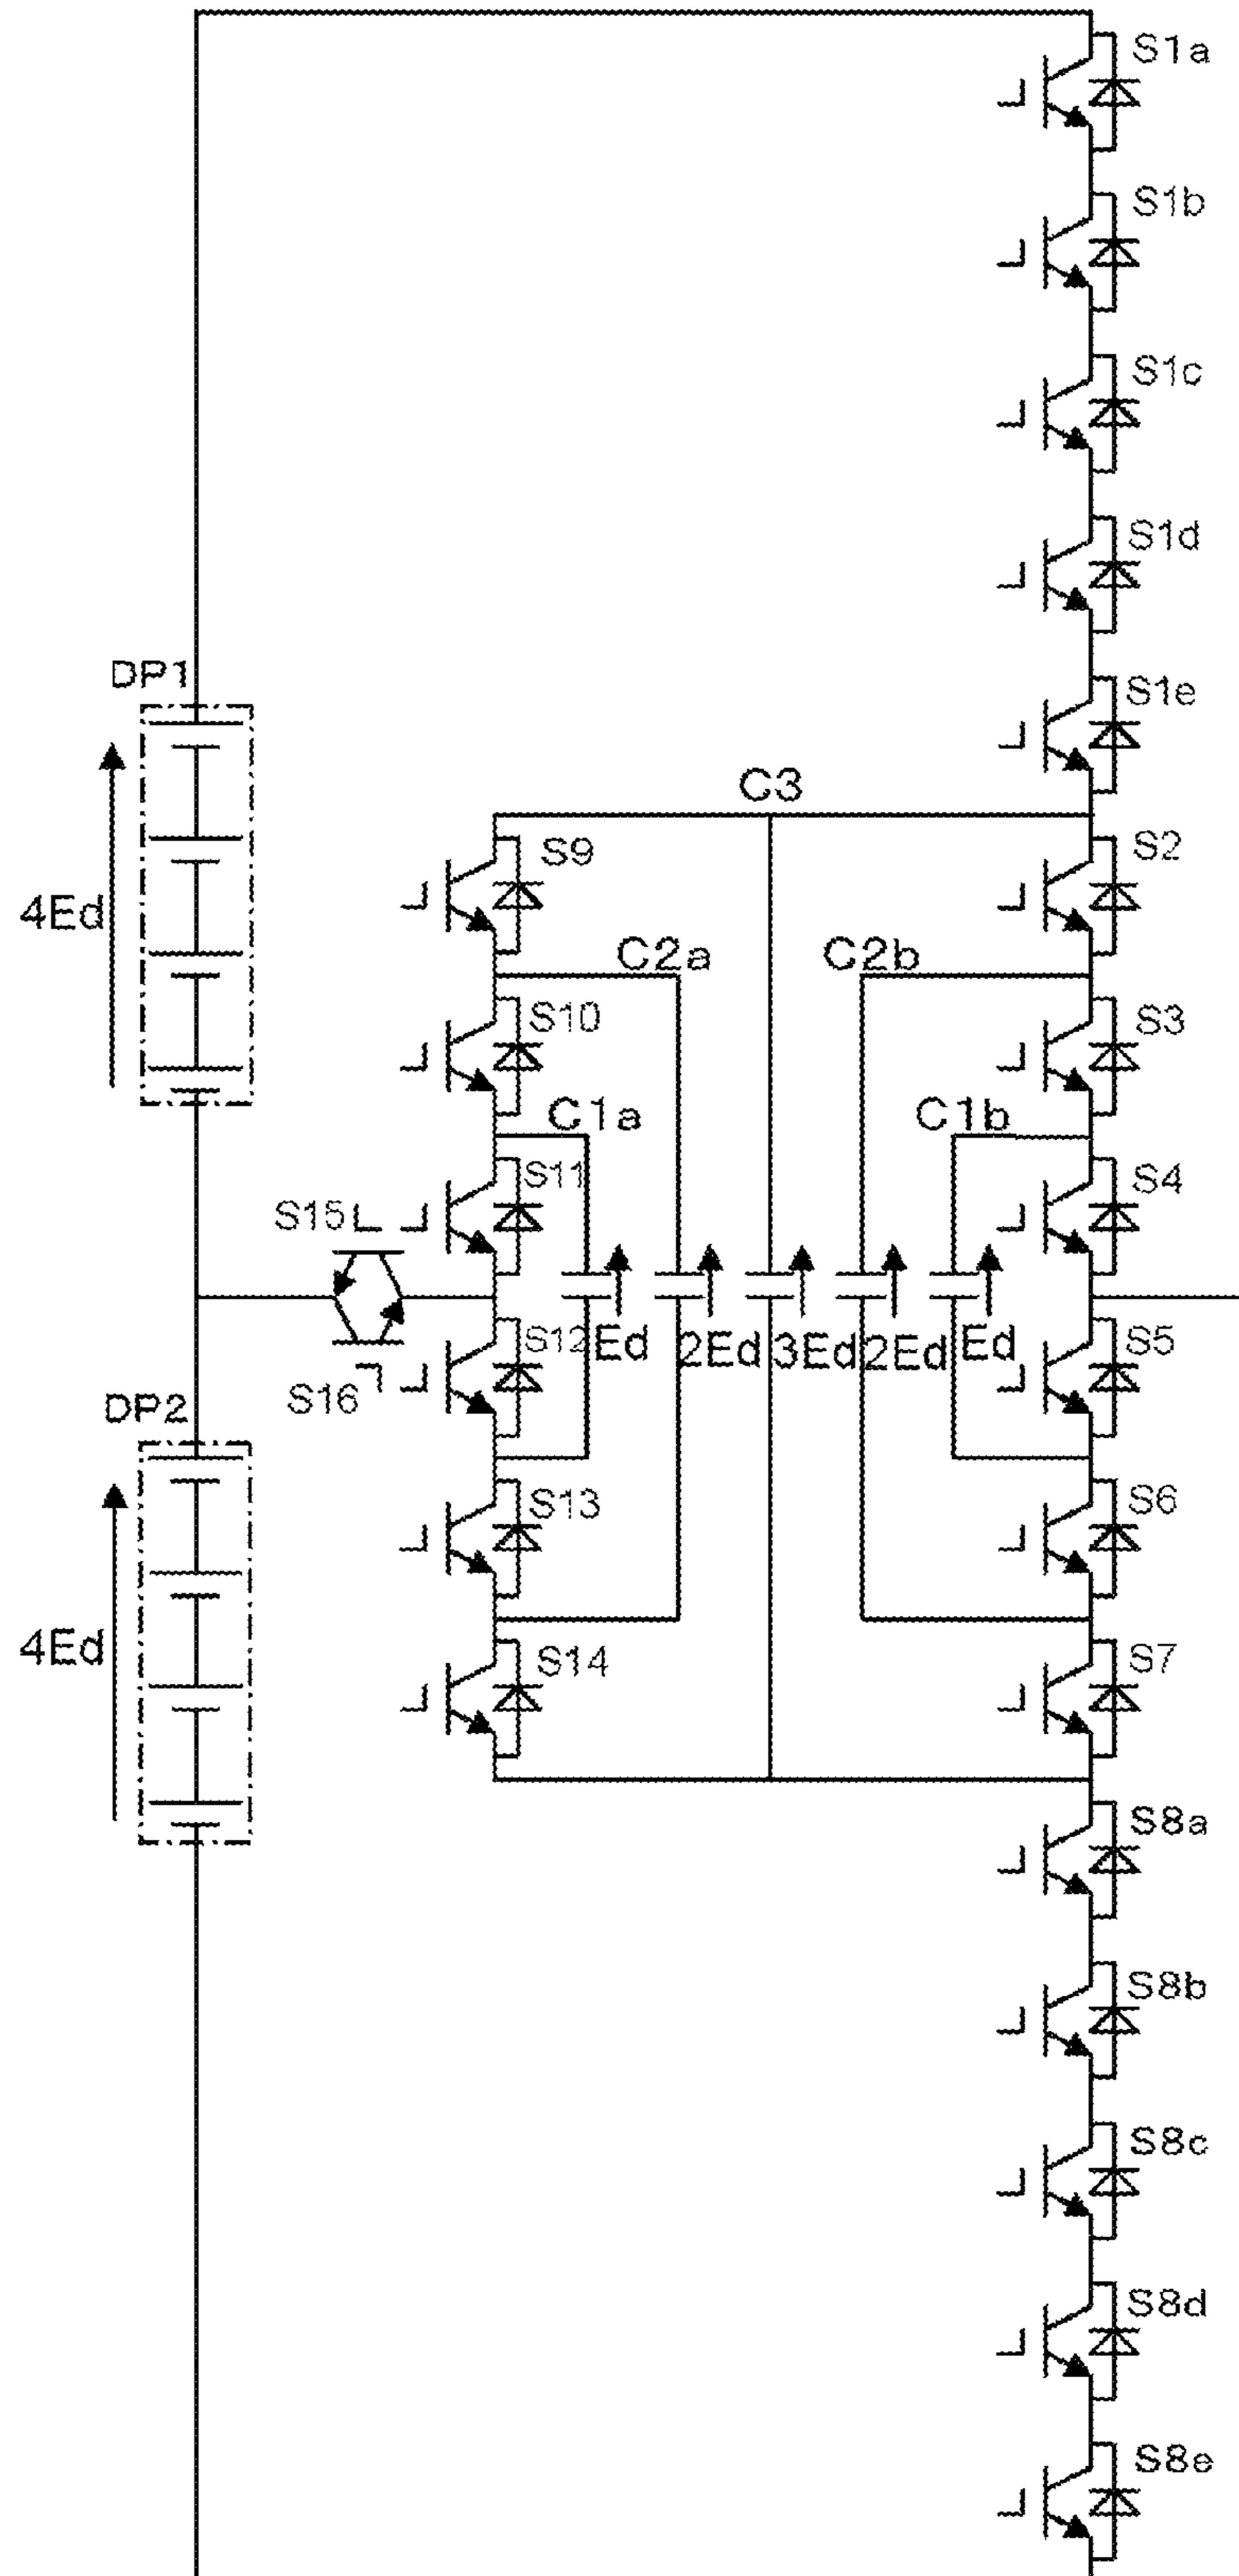 S1a
S1b
S1c
S1d
DP1
S1e
C3
4Ed
S9
S2
C2a
C2b
S10
S3
C1a
C1b
S11
S4
S15
S12
Ed
2Ed
3Ed
2Ed
Ed
S5
S16
DP2
S13
S6
4Ed
S14
S7
S8a
S8b
S8c
S8d
S8e